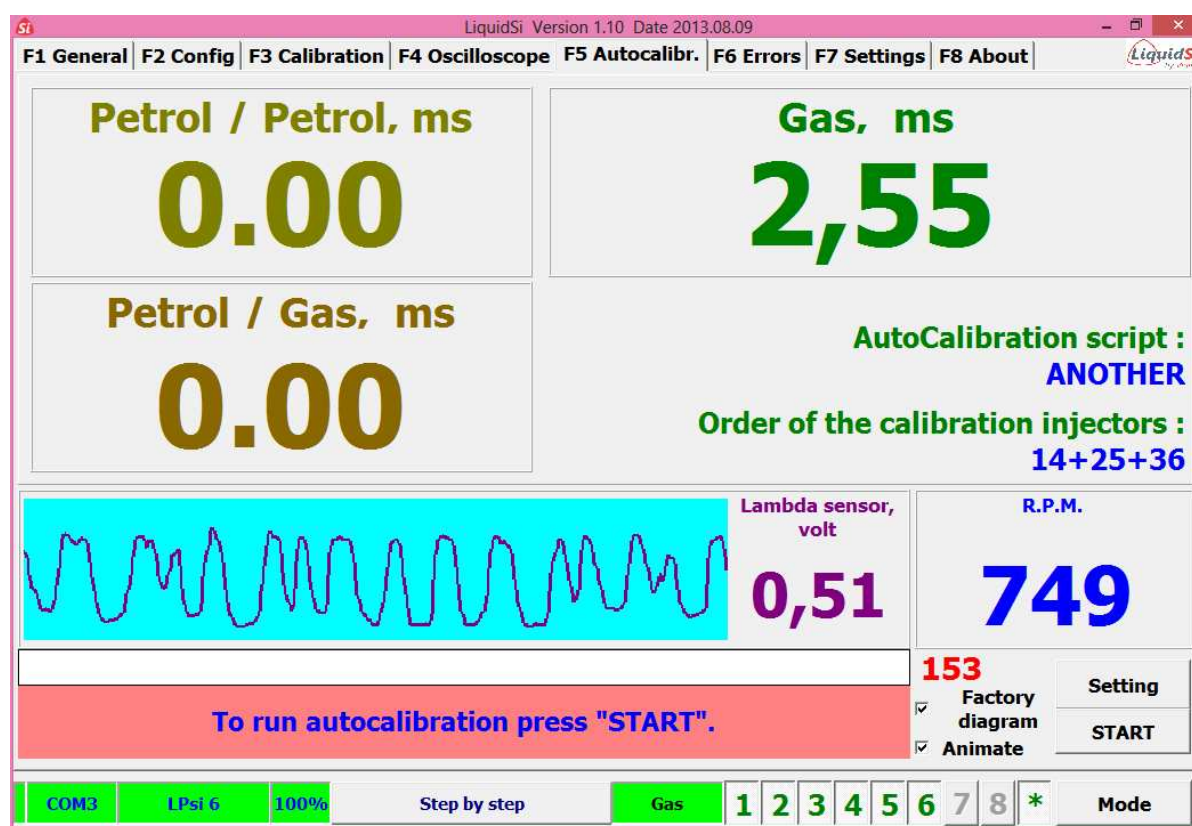 Si
LiquidSi Version 1.10 Date 2013.08.09
F1 General F2 Config F3 Calibration F4 Oscilloscope F5 Autocalibr. F6 Errors F7 Settings F8 About
LiquidS
Petrol / Petrol, ms
0.00
Gas, ms
2,55
Petrol / Gas, ms
0.00
AutoCalibration script :
ANOTHER
Order of the calibration injectors :
14+25+36
Lambda sensor,
volt
0,51
R.P.M.
749
153
Factory
diagram
Animate
Setting
START
To run autocalibration press "START".
COM3 LPsi 6 100% Step by step Gas 1 2 3 4 5 6 7 8 * Mode